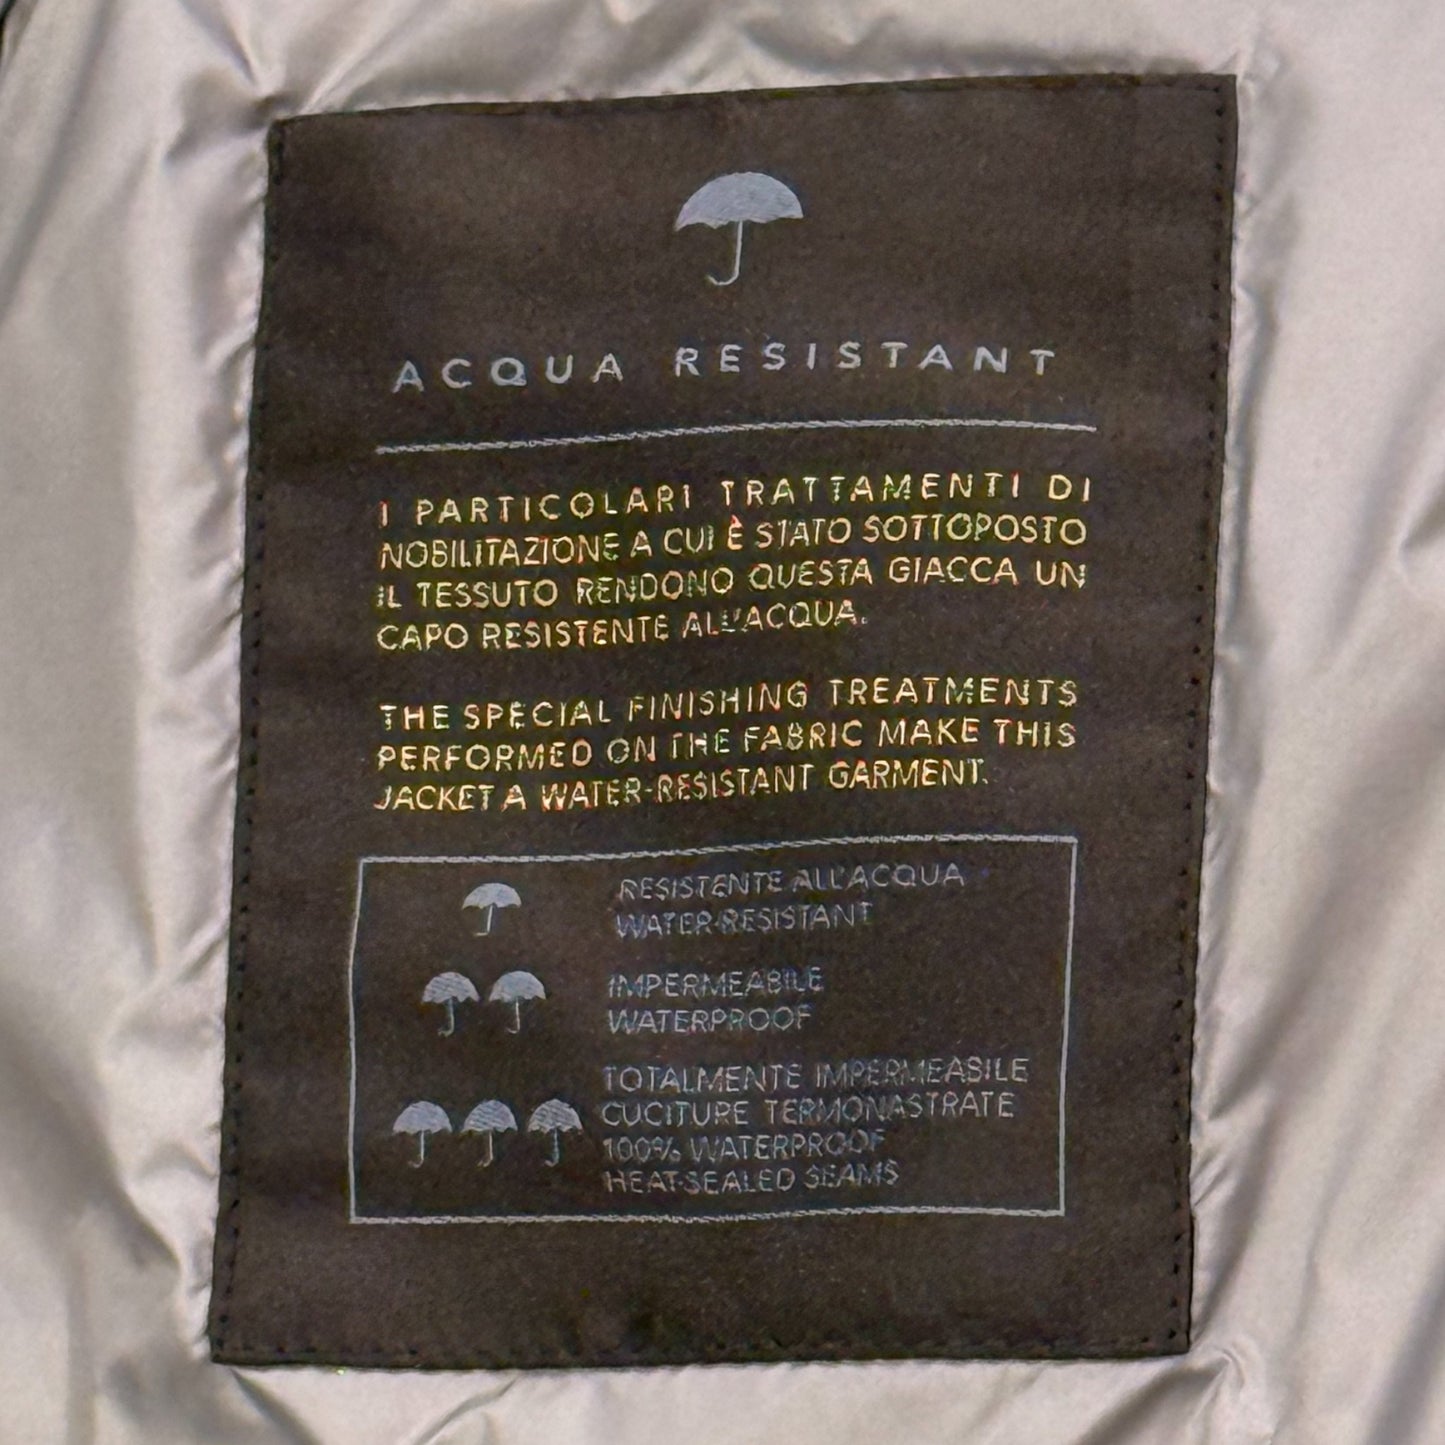 ACQUA RESISTANT
I PARTICOLARI TRATTAMENTI DI
NOBILITAZIONE A CUI È STATO SOTTOPOSTO
IL TESSUTO RENDONO QUESTA GIACCA UN
CAPO RESISTENTE ALL'ACQUA.
THE SPECIAL FINISHING TREATMENTS
PERFORMED ON THE FABRIC MAKE THIS
JACKET A WATER-RESISTANT GARMENT.
RESISTENTE ALL'ACQUA
WATER-RESISTANT
IMPERMEABILE
WATERPROOF
TOTALMENTE IMPERMEABILE
CUCITURE TERMONASTRATE
100% WATERPROOF
HEAT-SEALED SEAMS